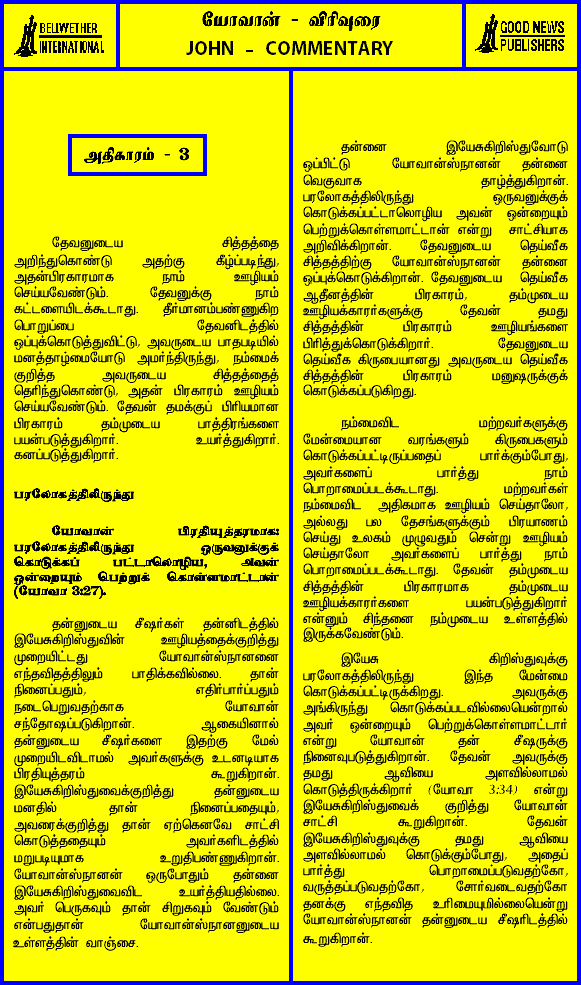 BELWETHER
INTERNATIONAL
யோவான் - விரிவுரை
JOHN - COMMENTARY
GOOD NEWS
PUBLISHERS
அதிகாரம் - 3
தேவனுடைய சித்தத்தை
அறிந்துகொண்டு அதற்கு கீழ்ப்படிந்து,
அதன்பிரகாரமாக நாம் ஊழியம்
செய்யவேண்டும். தேவனுக்கு நாம்
கட்டளையிடக்கூடாது. தீர்மானம்பண்ணுகிற
பொறுப்பை தேவனிடத்தில்
ஒப்புக்கொடுத்துவிட்டு, அவருடைய பாதபடியில்
மனத்தாழ்மையோடு அமர்ந்திருந்து, நம்மைக்
குறித்த அவருடைய சித்தத்தைத்
தெரிந்துகொண்டு, அதன் பிரகாரம் ஊழியம்
செய்யவேண்டும். தேவன் தமக்குப் பிரியமான
பிரகாரம் தம்முடைய பாத்திரங்களை
பயன்படுத்துகிறார். உயர்த்துகிறார்.
கனப்படுத்துகிறார்.
பரலோகத்திலிருந்து
யோவான் பிரதியுத்தரமாக:
பரலோகத்திலிருந்து ஒருவனுக்குக்
கொடுக்கப் பட்டாலொழிய, அவன்
ஒன்றையும் பெற்றுக் கொள்ளமாட்டான்
(யோவா 3:27).
தன்னுடைய சீஷர்கள் தன்னிடத்தில்
இயேசுகிறிஸ்துவின் ஊழியத்தைக்குறித்து
முறையிட்டது யோவான்ஸ்நானனை
எந்தவிதத்திலும் பாதிக்கவில்லை. தான்
நினைப்பதும், எதிர்பார்ப்பதும்
நடைபெறுவதற்காக யோவான்
சந்தோஷப்படுகிறான். ஆகையினால்
தன்னுடைய சீஷர்களை இதற்கு மேல்
முறையிடவிடாமல் அவர்களுக்கு உடனடியாக
பிரதியுத்தரம் கூறுகிறான்.
இயேசுகிறிஸ்துவைக்குறித்து தன்னுடைய
மனதில் தான் நினைப்பதையும்,
அவரைக்குறித்து தான் ஏற்கெனவே சாட்சி
கொடுத்ததையும் அவர்களிடத்தில்
மறுபடியுமாக உறுதிபண்ணுகிறான்.
யோவான்ஸ்நானன் ஒருபோதும் தன்னை
இயேசுகிறிஸ்துவைவிட உயர்த்தியதில்லை.
அவர் பெருகவும் தான் சிறுகவும் வேண்டும்
என்பதுதான் யோவான்ஸ்நானனுடைய
உள்ளத்தின் வாஞ்சை.
தன்னை இயேசுகிறிஸ்துவோடு
ஒப்பிட்டு யோவான்ஸ்நானன் தன்னை
வெகுவாக தாழ்த்துகிறான்.
பரலோகத்திலிருந்து ஒருவனுக்குக்
கொடுக்கப்பட்டாலொழிய அவன் ஒன்றையும்
பெற்றுக்கொள்ளமாட்டான் என்று சாட்சியாக
அறிவிக்கிறான். தேவனுடைய தெய்வீக
சித்தத்திற்கு யோவான்ஸ்நானன் தன்னை
ஒப்புக்கொடுக்கிறான். தேவனுடைய தெய்வீக
ஆதீனத்தின் பிரகாரம், தம்முடைய
ஊழியக்காரர்களுக்கு தேவன் தமது
சித்தத்தின் பிரகாரம் ஊழியங்களை
பிரித்துக்கொடுக்கிறார். தேவனுடைய
தெய்வீக கிருபையானது அவருடைய தெய்வீக
சித்தத்தின் பிரகாரம் மனுஷருக்குக்
கொடுக்கப்படுகிறது.
நம்மைவிட மற்றவர்களுக்கு
மேன்மையான வரங்களும் கிருபைகளும்
கொடுக்கப்பட்டிருப்பதைப் பார்க்கும்போது,
அவர்களைப் பார்த்து நாம்
பொறாமைப்படக்கூடாது. மற்றவர்கள்
நம்மைவிட அதிகமாக ஊழியம் செய்தாலோ,
அல்லது பல தேசங்களுக்கும் பிரயாணம்
செய்து உலகம் முழுவதும் சென்று ஊழியம்
செய்தாலோ அவர்களைப் பார்த்து நாம்
பொறாமைப்படக்கூடாது. தேவன் தம்முடைய
சித்தத்தின் பிரகாரமாக தம்முடைய
ஊழியக்காரர்களை பயன்படுத்துகிறார்
என்னும் சிந்தனை நம்முடைய உள்ளத்தில்
இருக்கவேண்டும்.
இயேசு கிறிஸ்துவுக்கு
பரலோகத்திலிருந்து இந்த மேன்மை
கொடுக்கப்பட்டிருக்கிறது. அவருக்கு
அங்கிருந்து கொடுக்கப்படவில்லையென்றால்
அவர் ஒன்றையும் பெற்றுக்கொள்ளமாட்டார்
என்று யோவான் தன் சீஷருக்கு
நினைவுபடுத்துகிறான். தேவன் அவருக்கு
தமது ஆவியை அளவில்லாமல்
கொடுத்திருக்கிறார் (யோவா 3:34) என்று
இயேசுகிறிஸ்துவைக் குறித்து யோவான்
சாட்சி கூறுகிறான். தேவன்
இயேசுகிறிஸ்துவுக்கு தமது ஆவியை
அளவில்லாமல் கொடுக்கும்போது, அதைப்
பார்த்து பொறாமைப்படுவதற்கோ,
வருத்தப்படுவதற்கோ, சோர்வடைவதற்கோ
தனக்கு எந்தவித உரிமையுமில்லையென்று
யோவான்ஸ்நானன் தன்னுடைய சீஷரிடத்தில்
கூறுகிறான்.